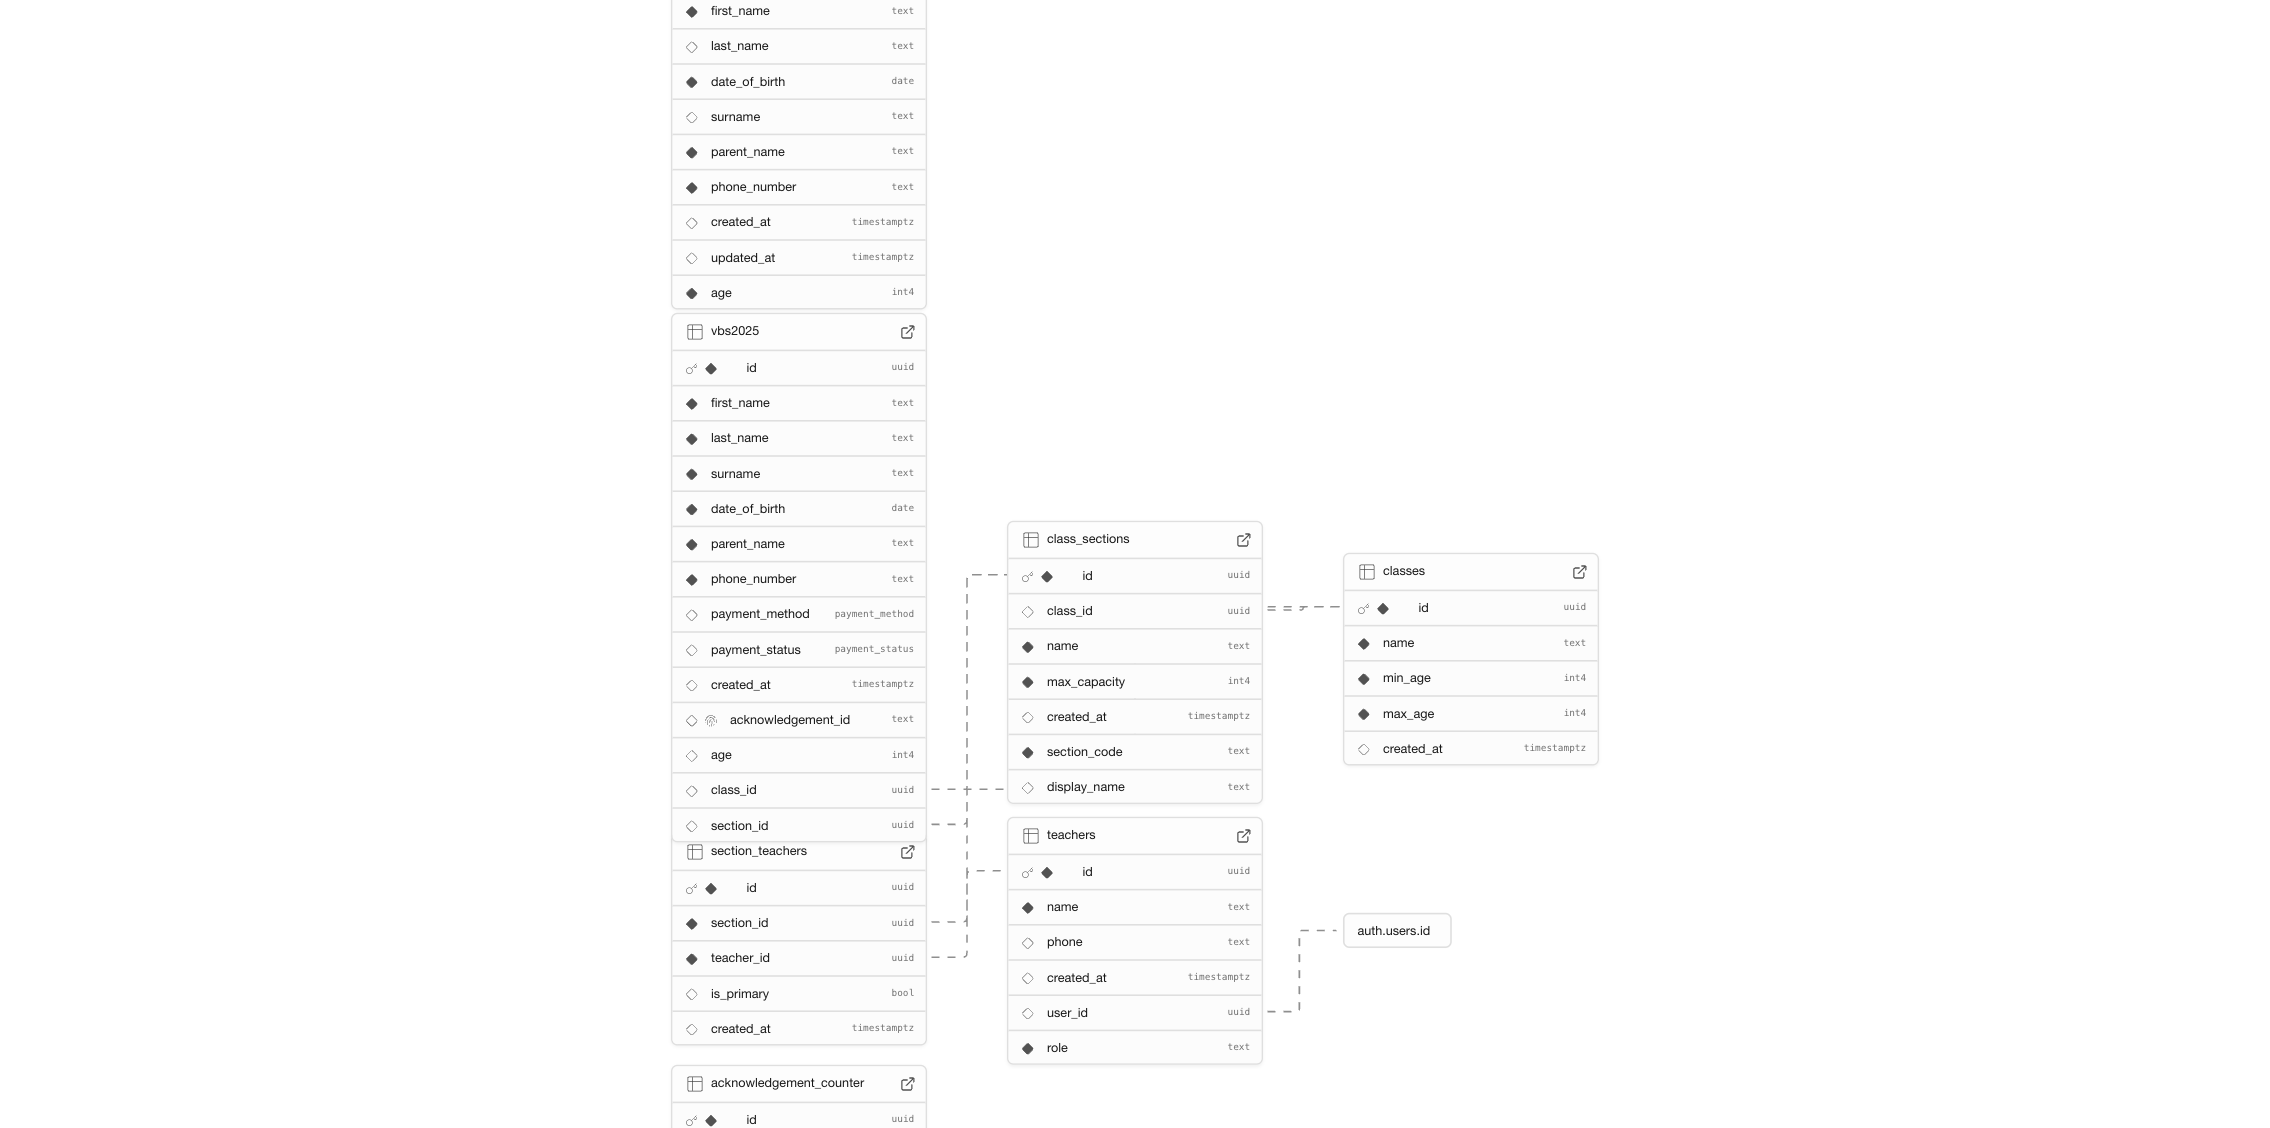 first_name text
last_name text
date_of_birth date
surname text
parent_name text
phone_number text
created_at timestamptz
updated_at timestamptz
age int4
vbs2025
id uuid
first_name text
last_name text
surname text
date_of_birth date
parent_name text
phone_number text
payment_method payment_method
payment_status payment_status
created_at timestamptz
acknowledgement_id text
age int4
class_id uuid
section_id uuid
section_teachers
id uuid
section_id uuid
teacher_id uuid
is_primary bool
created_at timestamptz
acknowledgement_counter
id uuid
class_sections
id uuid
class_id uuid
name text
max_capacity int4
created_at timestamptz
section_code text
display_name text
teachers
id uuid
name text
phone text
created_at timestamptz
user_id uuid
role text
classes
id uuid
name text
min_age int4
max_age int4
created_at timestamptz
auth.users.id